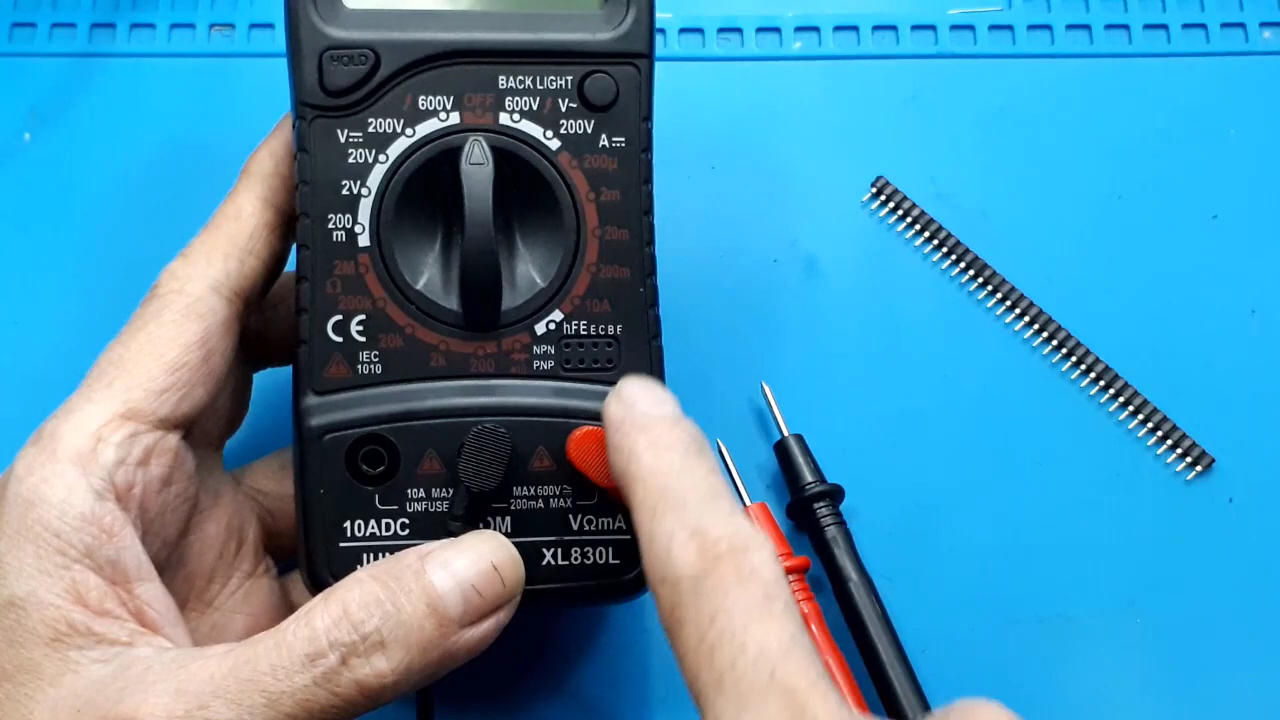 HOLD
BACK LIGHT
600V OFF 600V V~
200V 200V
V⎓ A⎓
20V 200µ
2V 2m
200
m 20m
2M 200m
Ω
200k 10A
20k hFE E C B F
2k 200
NPN
PNP
CE IEC
1010
10A MAX
UNFUSE
MAX 600V≂
200mA MAX
10ADC VΩmA
XL830L